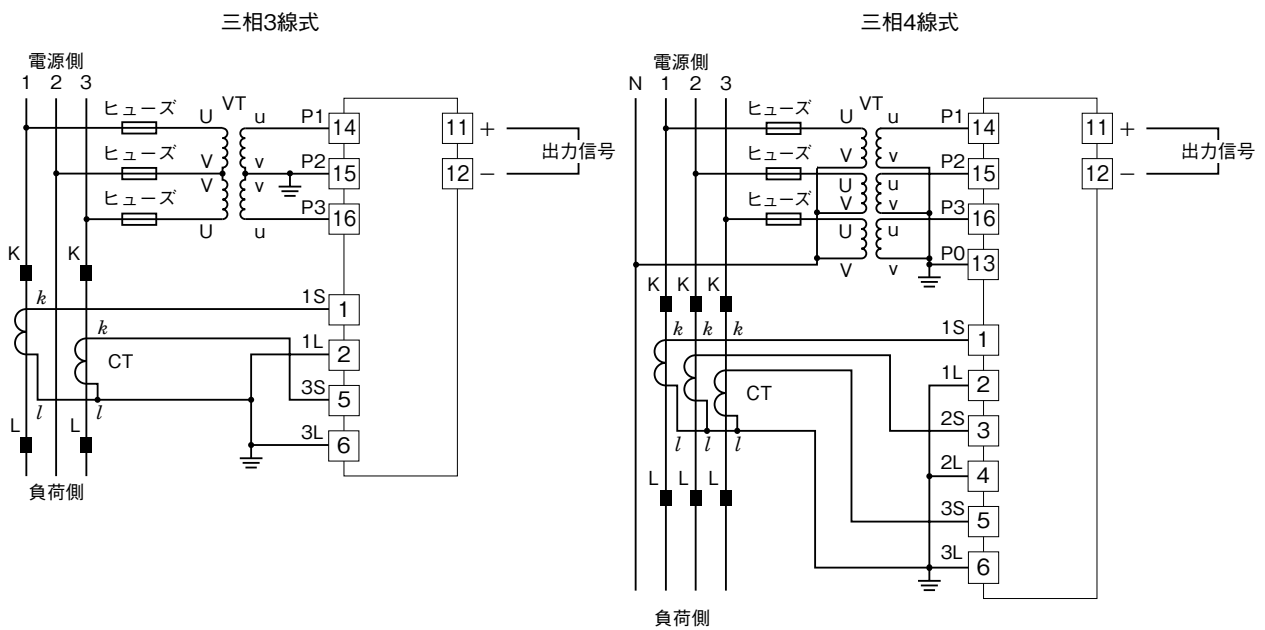 三相3線式
電源側
1 2 3
ヒューズ U VT u P1 14 11 +
出力信号
ヒューズ V v P2 15 12 −
V v
ヒューズ P3 16
U u
K K
k 1S 1
k 1L 2
CT
3S 5
l l
L L 3L 6
負荷側
三相4線式
電源側
N 1 2 3
ヒューズ U VT u P1 14 11 +
出力信号
ヒューズ V v P2 15 12 −
U u
ヒューズ V v P3 16
U u
V v P0 13
K K K
k k k 1S 1
1L 2
CT
2S 3
l l l
L L L 2L 4
3S 5
3L 6
負荷側